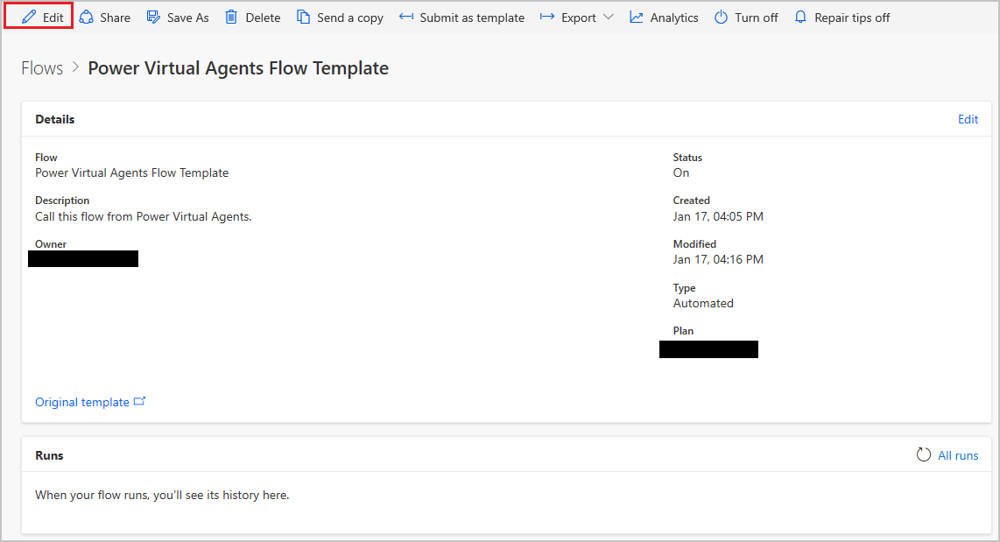 Edit Share Save As Delete Send a copy Submit as template Export Analytics Turn off Repair tips off
Flows > Power Virtual Agents Flow Template
Details Edit
Flow
Power Virtual Agents Flow Template
Description
Call this flow from Power Virtual Agents.
Owner
Status
On
Created
Jan 17, 04:05 PM
Modified
Jan 17, 04:16 PM
Type
Automated
Plan
Original template
Runs All runs
When your flow runs, you'll see its history here.